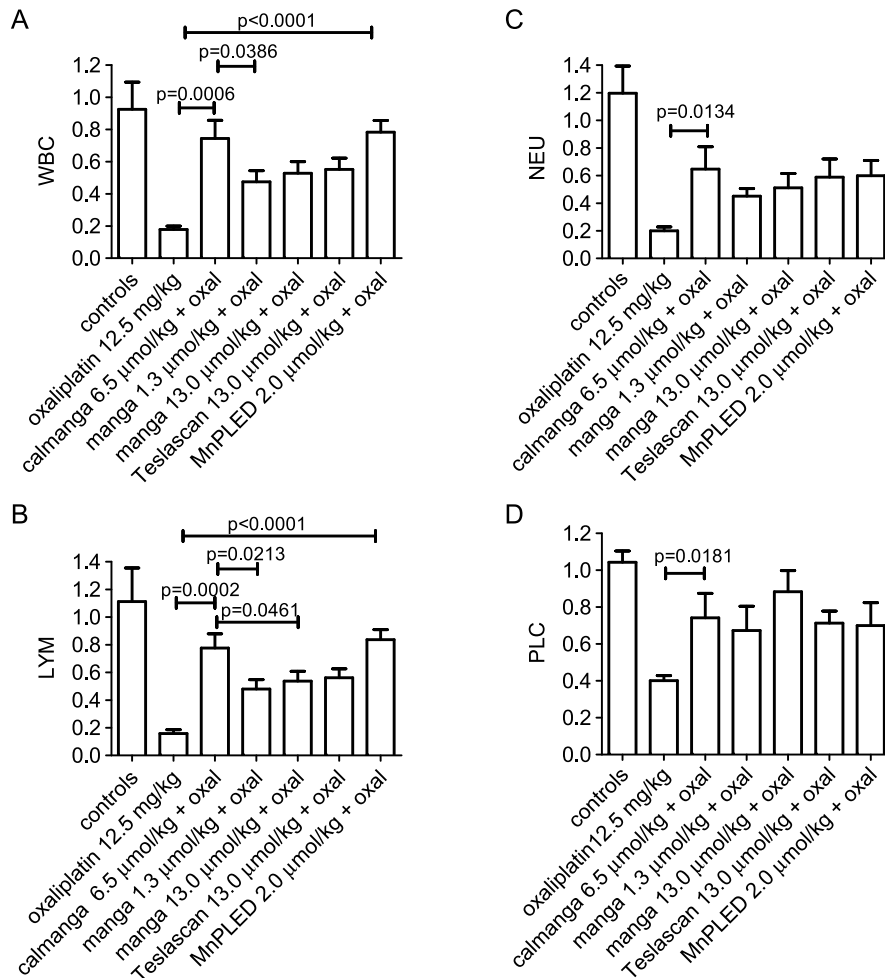 A
p<0.0001
p=0.0386
p=0.0006
WBC
1.2
1.0
0.8
0.6
0.4
0.2
0.0
controls
oxaliplatin 12.5 mg/kg
calmanga 6.5 µmol/kg + oxal
manga 1.3 µmol/kg + oxal
manga 13.0 µmol/kg + oxal
Teslascan 13.0 µmol/kg + oxal
MnPLED 2.0 µmol/kg + oxal
C
p=0.0134
NEU
1.4
1.2
1.0
0.8
0.6
0.4
0.2
0.0
controls
oxaliplatin 12.5 mg/kg
calmanga 6.5 µmol/kg + oxal
manga 1.3 µmol/kg + oxal
manga 13.0 µmol/kg + oxal
Teslascan 13.0 µmol/kg + oxal
MnPLED 2.0 µmol/kg + oxal
B
p<0.0001
p=0.0213
p=0.0002
p=0.0461
LYM
1.4
1.2
1.0
0.8
0.6
0.4
0.2
0.0
controls
oxaliplatin 12.5 mg/kg
calmanga 6.5 µmol/kg + oxal
manga 1.3 µmol/kg + oxal
manga 13.0 µmol/kg + oxal
Teslascan 13.0 µmol/kg + oxal
MnPLED 2.0 µmol/kg + oxal
D
p=0.0181
PLC
1.2
1.0
0.8
0.6
0.4
0.2
0.0
controls
oxaliplatin12.5 mg/kg
calmanga 6.5 µmol/kg + oxal
manga 1.3 µmol/kg + oxal
manga 13.0 µmol/kg + oxal
Teslascan 13.0 µmol/kg + oxal
MnPLED 2.0 µmol/kg + oxal